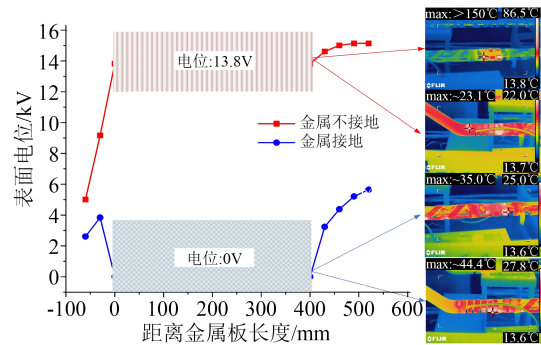 表面电位/kV
16
14
12
10
8
6
4
2
0
-100 0 100 200 300 400 500 600
距离金属板长度/mm
电位:13.8V
金属不接地
金属接地
电位:0V
max:＞150℃ 86.5℃
FLIR 13.8℃
max:~23.1℃ 22.0℃
FLIR 13.7℃
max:~35.0℃ 25.0℃
FLIR 13.6℃
max:~44.4℃ 27.8℃
FLIR 13.6℃